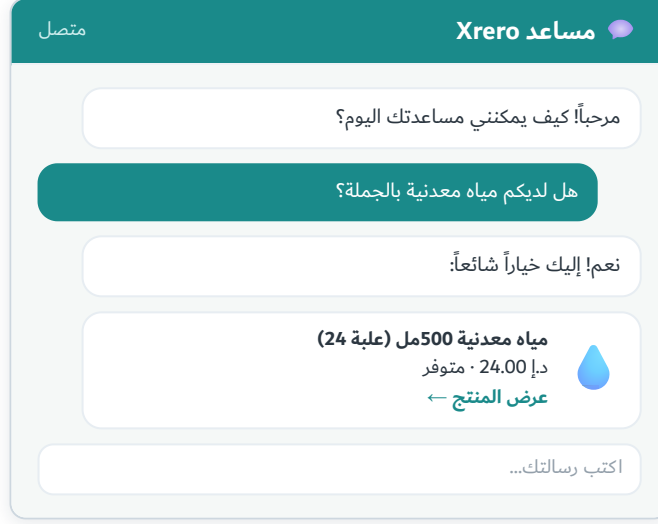 مساعد Xrero
متصل
مرحباً! كيف يمكنني مساعدتك اليوم؟
هل لديكم مياه معدنية بالجملة؟
نعم! إليك خياراً شائعاً:
مياه معدنية 500مل (علبة 24)
د.إ 24.00 · متوفر
عرض المنتج ←
اكتب رسالتك...